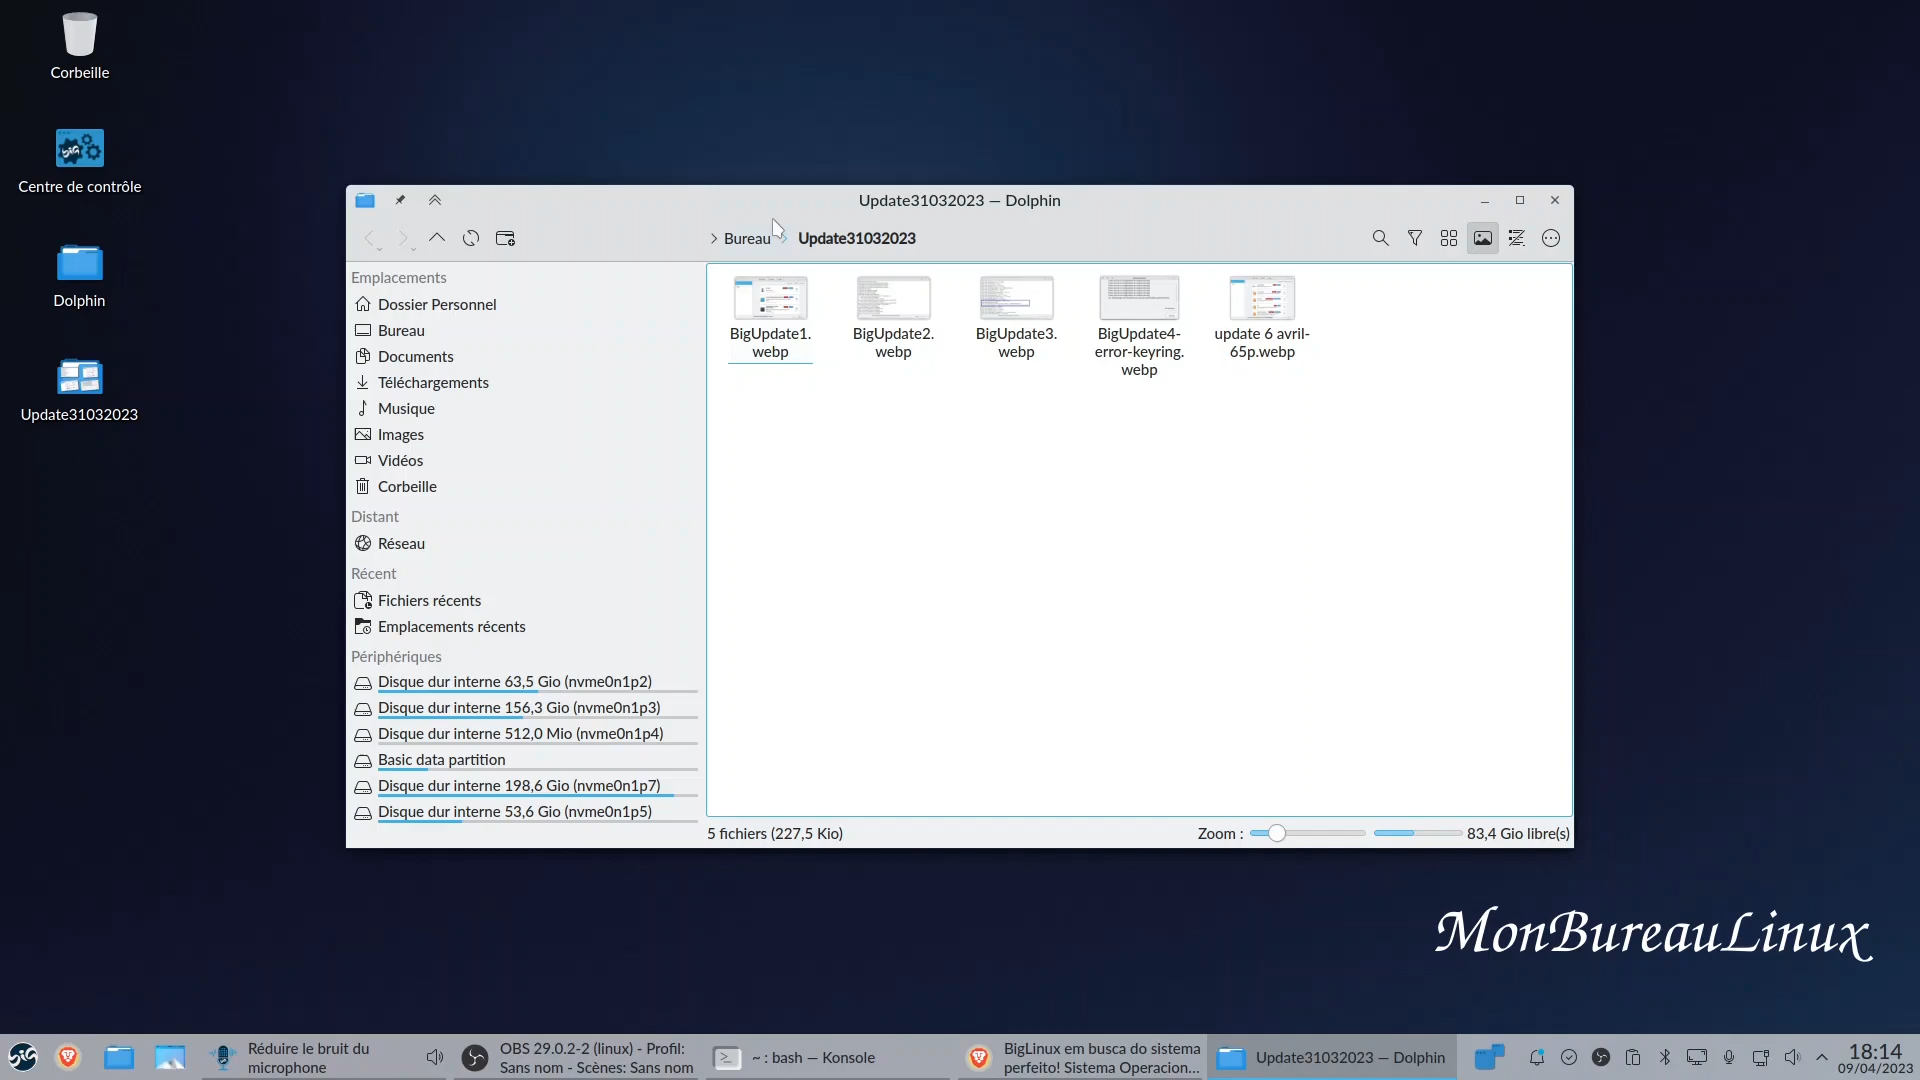 Corbeille
Centre de contrôle
Dolphin
Update31032023
Update31032023 — Dolphin
Bureau
Update31032023
Emplacements
Dossier Personnel
Bureau
Documents
Téléchargements
Musique
Images
Vidéos
Corbeille
Distant
Réseau
Récent
Fichiers récents
Emplacements récents
Périphériques
Disque dur interne 63,5 Gio (nvme0n1p2)
Disque dur interne 156,3 Gio (nvme0n1p3)
Disque dur interne 512,0 Mio (nvme0n1p4)
Basic data partition
Disque dur interne 198,6 Gio (nvme0n1p7)
Disque dur interne 53,6 Gio (nvme0n1p5)
BigUpdate1.
webp
BigUpdate2.
webp
BigUpdate3.
webp
BigUpdate4-
error-keyring.
webp
update 6 avril-
65p.webp
5 fichiers (227,5 Kio)
Zoom :
83,4 Gio libre(s)
MonBureauLinux
Réduire le bruit du
microphone
OBS 29.0.2-2 (linux) - Profil:
Sans nom - Scènes: Sans nom
~ : bash — Konsole
BigLinux em busca do sistema
perfeito! Sistema Operacion...
Update31032023 — Dolphin
18:14
09/04/2023